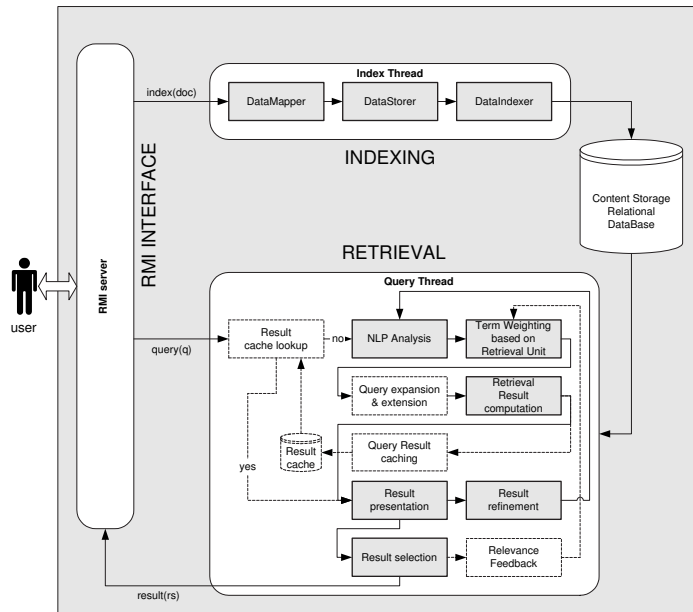 Index Thread
index(doc)
DataMapper
DataStorer
DataIndexer
INDEXING
Content Storage
Relational
DataBase
RMI INTERFACE
RMI server
user
RETRIEVAL
Query Thread
query(q)
Result
cache lookup
no
NLP Analysis
Term Weighting
based on
Retrieval Unit
Query expansion
& extension
Retrieval
Result
computation
Result
cache
Query Result
caching
yes
Result
presentation
Result
refinement
Result selection
Relevance
Feedback
result(rs)